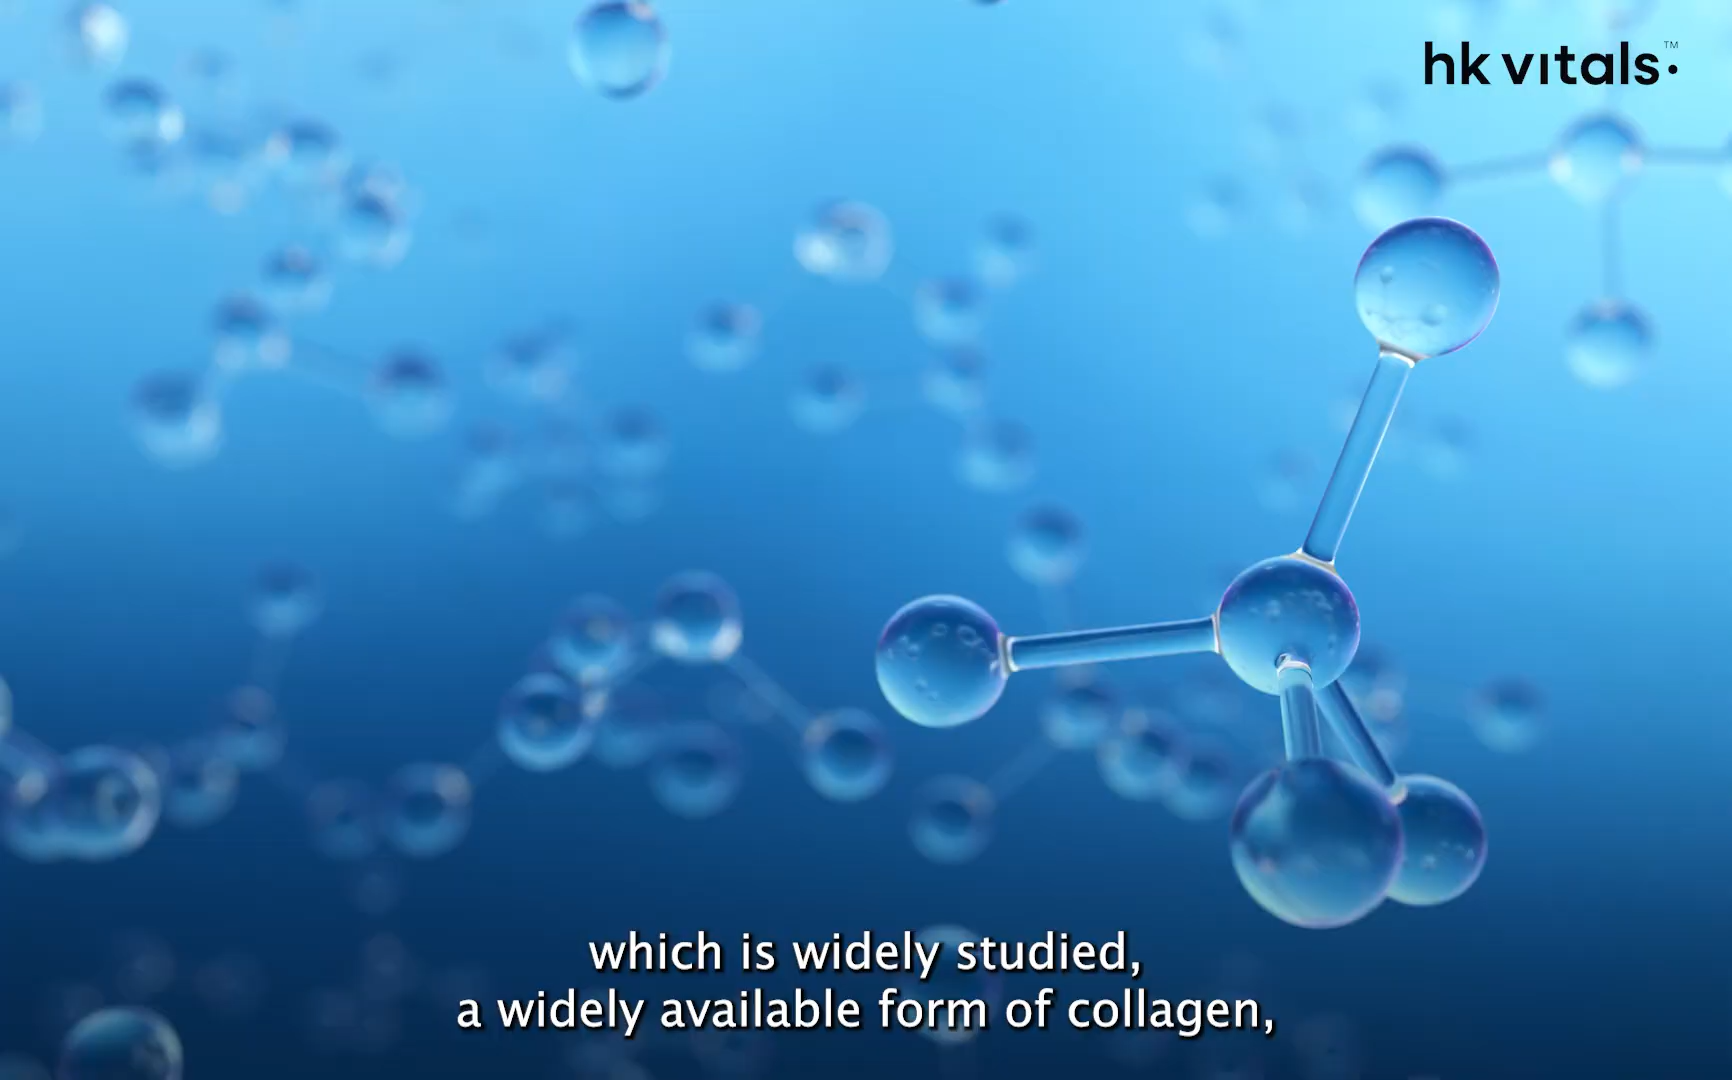 hk vitals™
which is widely studied,
a widely available form of collagen,